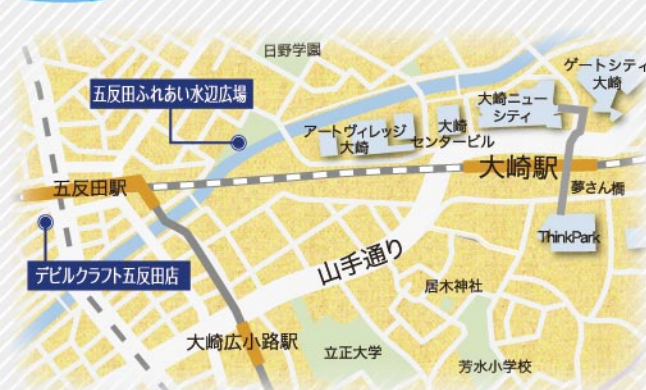 日野学園
ゲートシティ
大崎
五反田ふれあい水辺広場
大崎ニュー
シティ
アートヴィレッジ
大崎
大崎
センタービル
大崎駅
五反田駅
夢さん橋
ThinkPark
山手通り
デビルクラフト五反田店
居木神社
大崎広小路駅
立正大学
芳水小学校